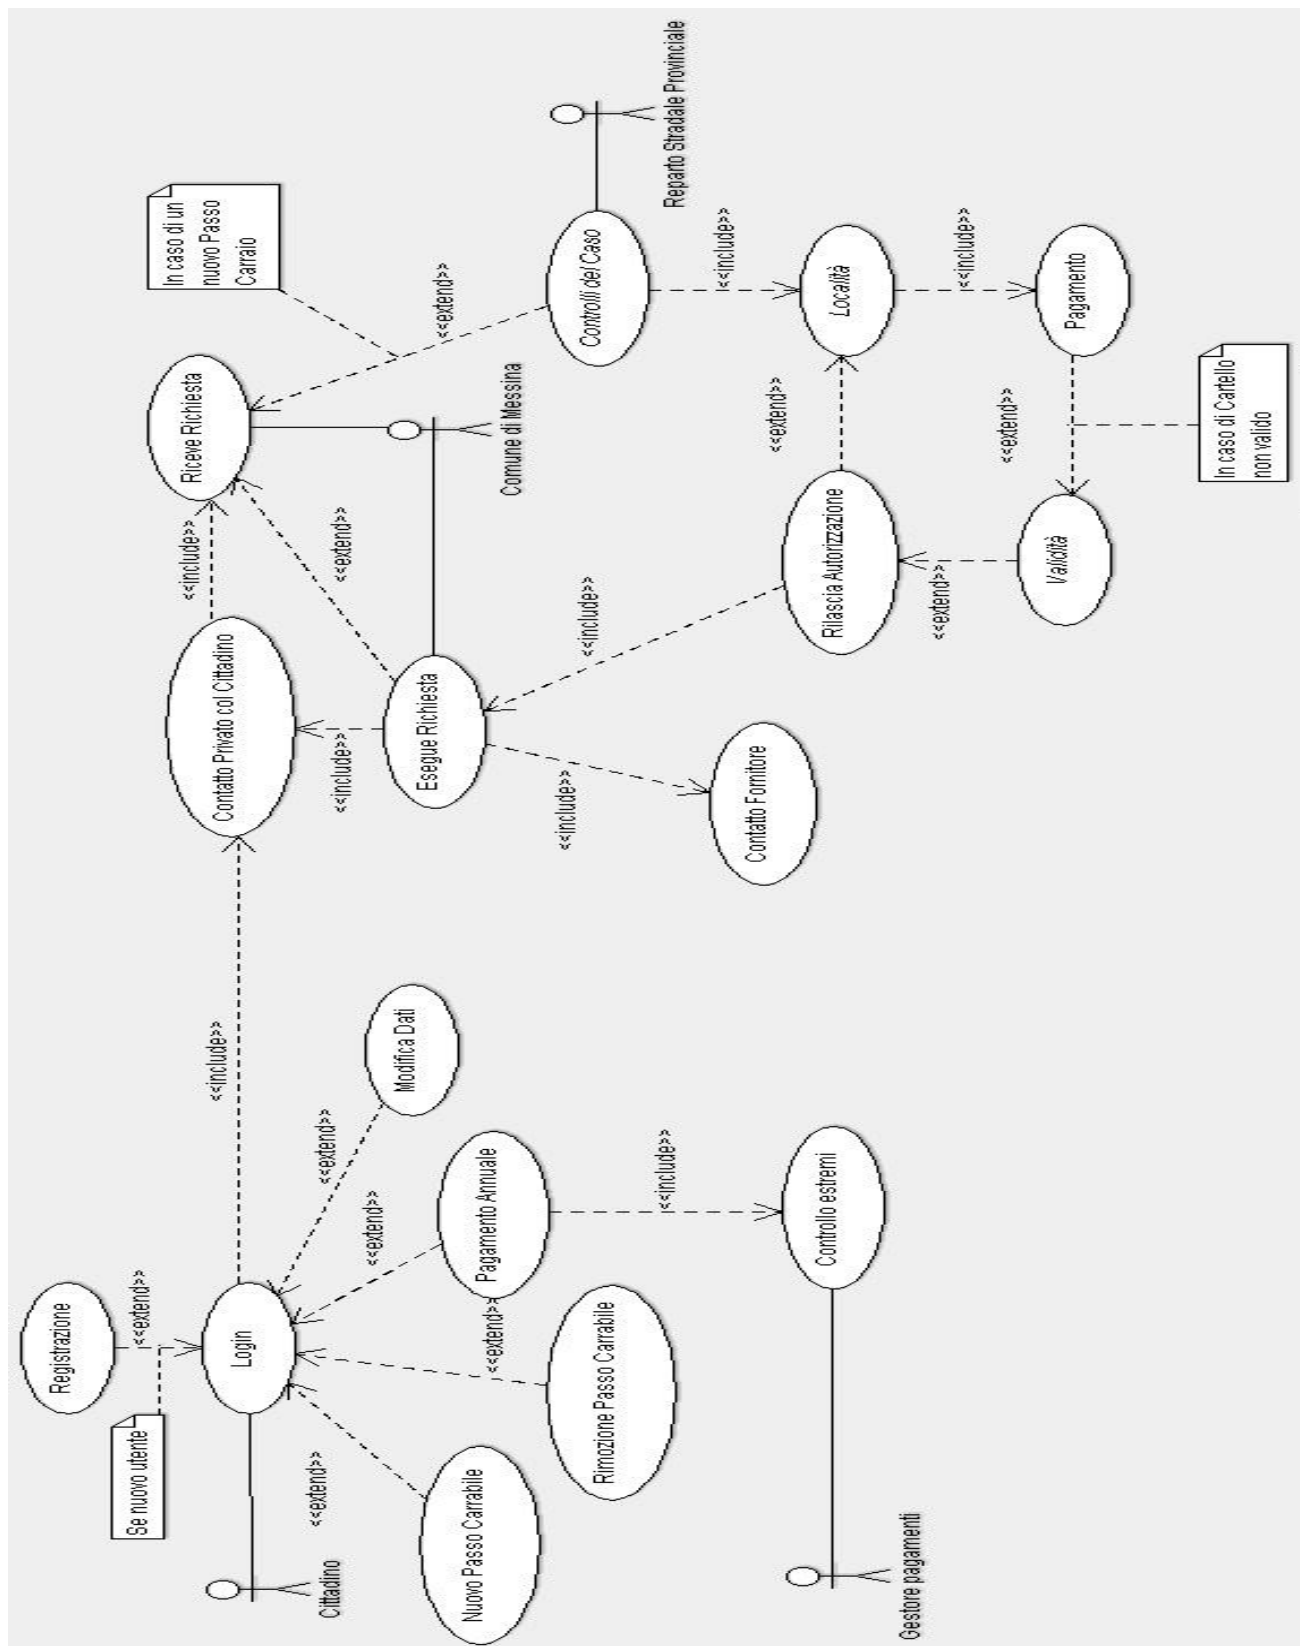 Registrazione
Se nuovo utente
<<extend>>
In caso di un
nuovo Passo
Carraio
Riceve Richiesta
<<include>>
<<include>>
Contatto Privato col Cittadino
Login
<<extend>>
Cittadino
<<extend>>
<<include>>
<<extend>>
<<extend>>
<<extend>>
Modifica Dati
Esegue Richiesta
Nuovo Passo Carrabile
<<extend>>
Pagamento Annuale
Comune di Messina
<<include>>
<<include>>
Controlli del Caso
Rimozione Passo Carrabile
<<include>>
Reparto Stradale Provinciale
<<include>>
Contatto Fornitore
<<extend>>
Controllo estremi
Rilascia Autorizzazione
Località
Gestore pagamenti
<<extend>>
<<include>>
<<extend>>
Validità
Pagamento
In caso di Cartello
non valido